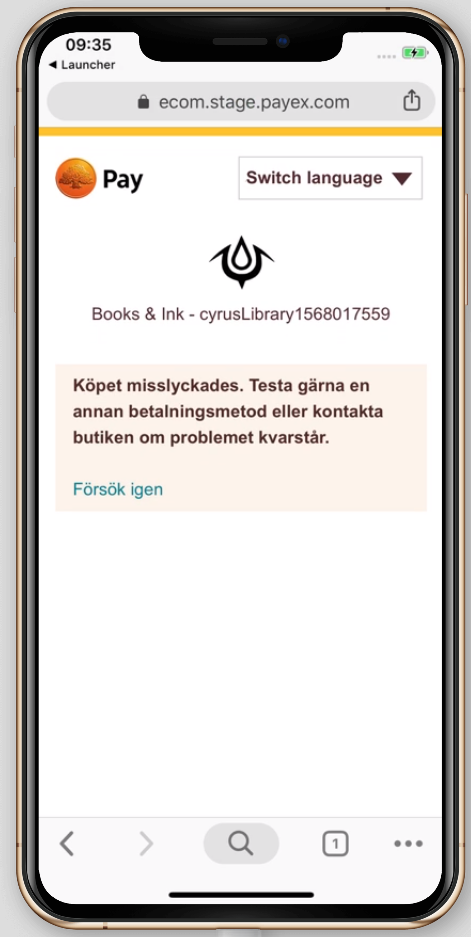 09:35
◀ Launcher
ecom.stage.payex.com
Pay
Switch language
Books & Ink - cyrusLibrary1568017559
Köpet misslyckades. Testa gärna en
annan betalningsmetod eller kontakta
butiken om problemet kvarstår.
Försök igen
1